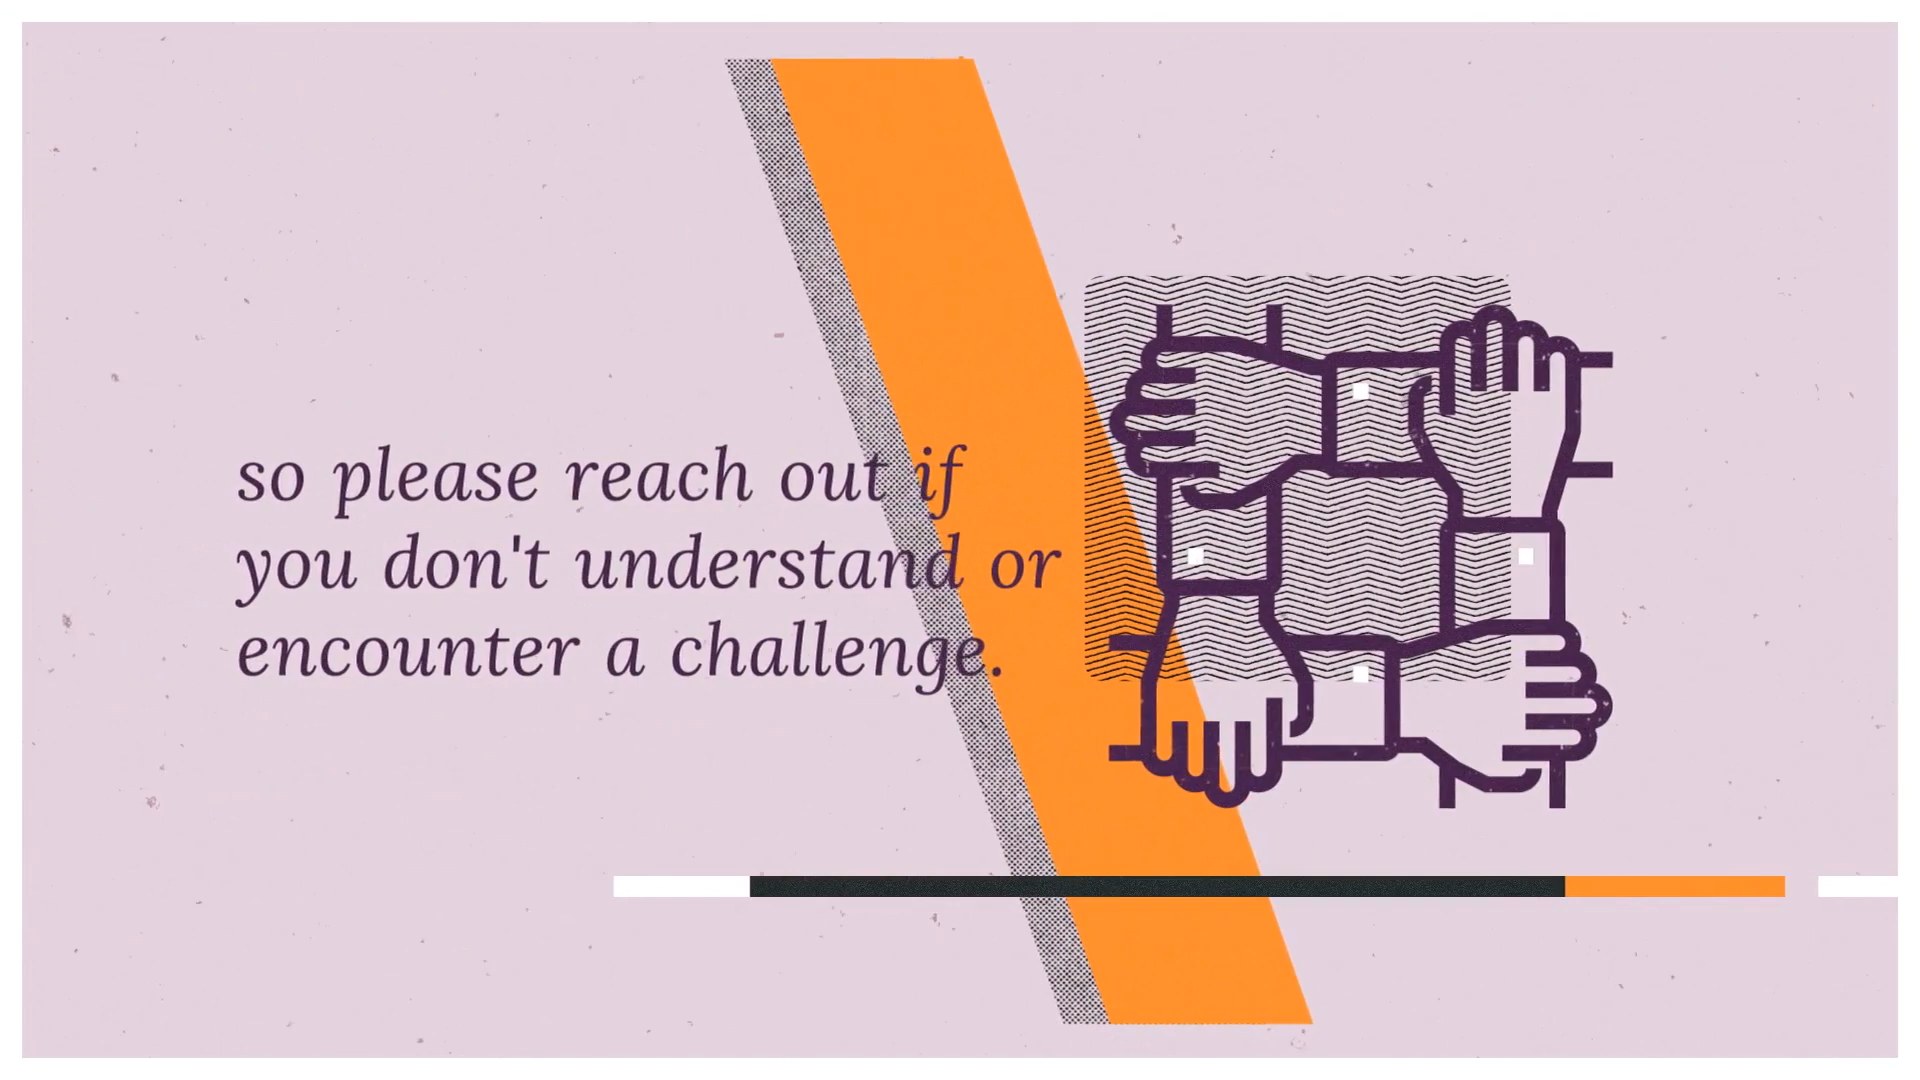 so please reach out if
you don't understand or
encounter a challenge.